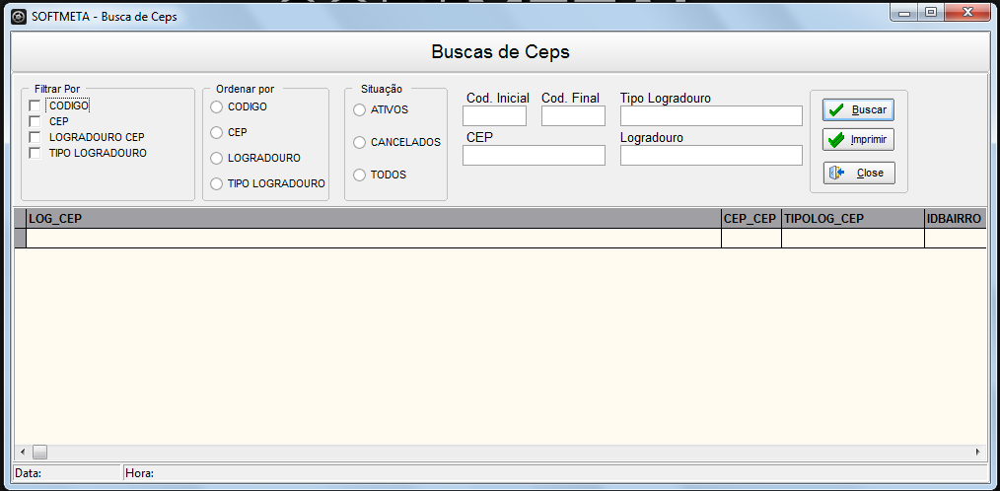 SOFTMETA - Busca de Ceps
Buscas de Ceps
Filtrar Por
CODIGO
CEP
LOGRADOURO CEP
TIPO LOGRADOURO
Ordenar por
CODIGO
CEP
LOGRADOURO
TIPO LOGRADOURO
Situação
ATIVOS
CANCELADOS
TODOS
Cod. Inicial Cod. Final Tipo Logradouro
CEP Logradouro
Buscar
Imprimir
Close
LOG_CEP CEP_CEP TIPOLOG_CEP IDBAIRRO
Data: Hora: